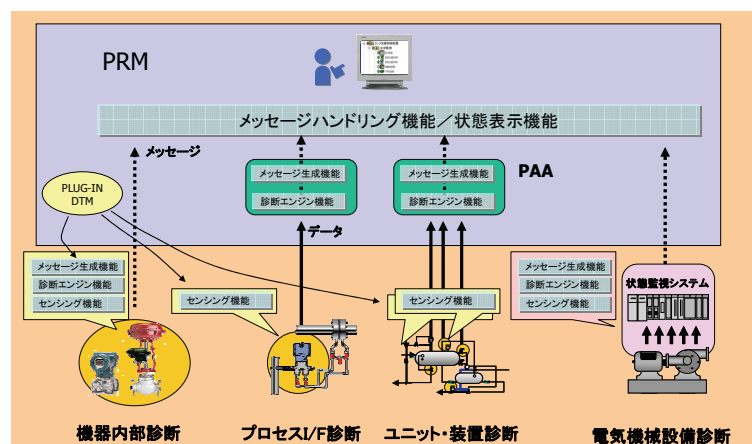 PRM
メッセージハンドリング機能／状態表示機能
メッセージ
メッセージ生成機能
診断エンジン機能
メッセージ生成機能
診断エンジン機能
PAA
PLUG-IN
DTM
データ
メッセージ生成機能
診断エンジン機能
センシング機能
センシング機能
センシング機能
メッセージ生成機能
診断エンジン機能
センシング機能
状態監視システム
機器内部診断
プロセスI/F診断
ユニット・装置診断
電気機械設備診断